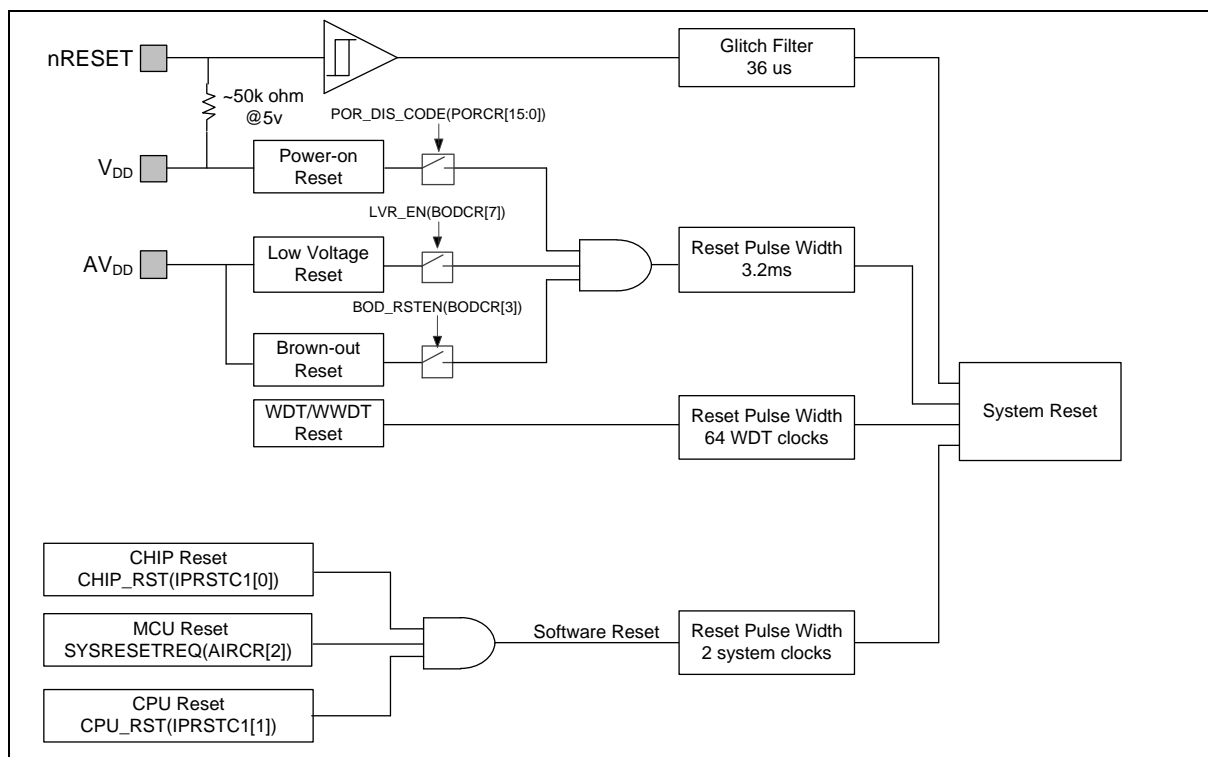 nRESET
Glitch Filter
36 us
~50k ohm
@5v
POR_DIS_CODE(PORCR[15:0])
VDD
Power-on
Reset
LVR_EN(BODCR[7])
AVDD
Low Voltage
Reset
Reset Pulse Width
3.2ms
BOD_RSTEN(BODCR[3])
Brown-out
Reset
WDT/WWDT
Reset
Reset Pulse Width
64 WDT clocks
System Reset
CHIP Reset
CHIP_RST(IPRSTC1[0])
MCU Reset
SYSRESETREQ(AIRCR[2])
Software Reset
Reset Pulse Width
2 system clocks
CPU Reset
CPU_RST(IPRSTC1[1])